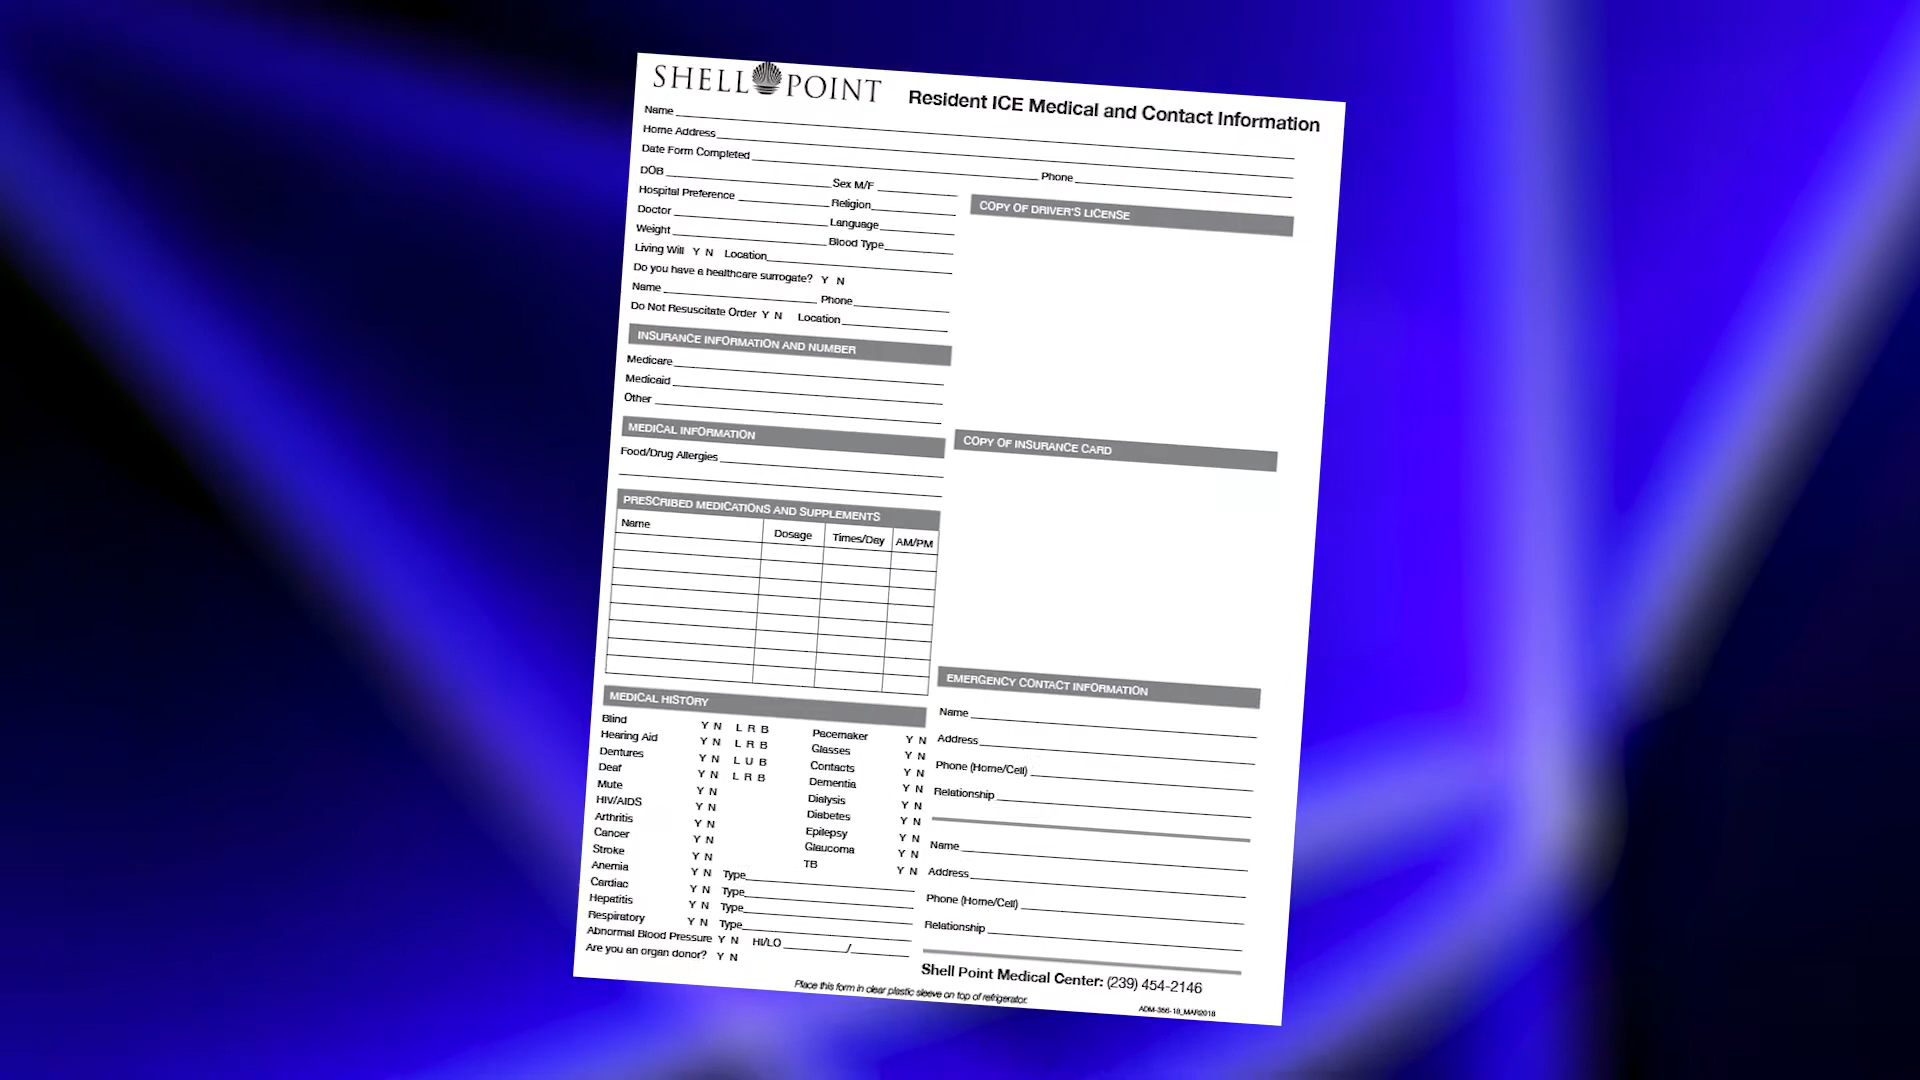 SHELL POINT
Resident ICE Medical and Contact Information
Name
Home Address
Date Form Completed Phone
DOB Sex M/F
Hospital Preference Religion
Doctor Language
Weight Blood Type
Living Will Y N Location
Do you have a healthcare surrogate? Y N
Name Phone
Do Not Resuscitate Order Y N Location
INSURANCE INFORMATION AND NUMBER
Medicare
Medicaid
Other
MEDICAL INFORMATION
Food/Drug Allergies
PRESCRIBED MEDICATIONS AND SUPPLEMENTS
Name Dosage Times/Day AM/PM
MEDICAL HISTORY
Blind Y N L R B
Hearing Aid Y N L R B
Dentures Y N L U B
Deaf Y N L R B
Mute Y N
HIV/AIDS Y N
Arthritis Y N
Cancer Y N
Stroke Y N
Anemia Y N Type
Cardiac Y N Type
Hepatitis Y N Type
Respiratory Y N Type
Abnormal Blood Pressure Y N HI/LO /
Are you an organ donor? Y N
Pacemaker Y N
Glasses Y N
Contacts Y N
Dementia Y N
Dialysis Y N
Diabetes Y N
Epilepsy Y N
Glaucoma Y N
TB Y N
COPY OF DRIVER'S LICENSE
COPY OF INSURANCE CARD
EMERGENCY CONTACT INFORMATION
Name
Address
Phone (Home/Cell)
Relationship
Name
Address
Phone (Home/Cell)
Relationship
Shell Point Medical Center: (239) 454-2146
Place this form in clear plastic sleeve on top of refrigerator.
ADM-356-18_MAR2018